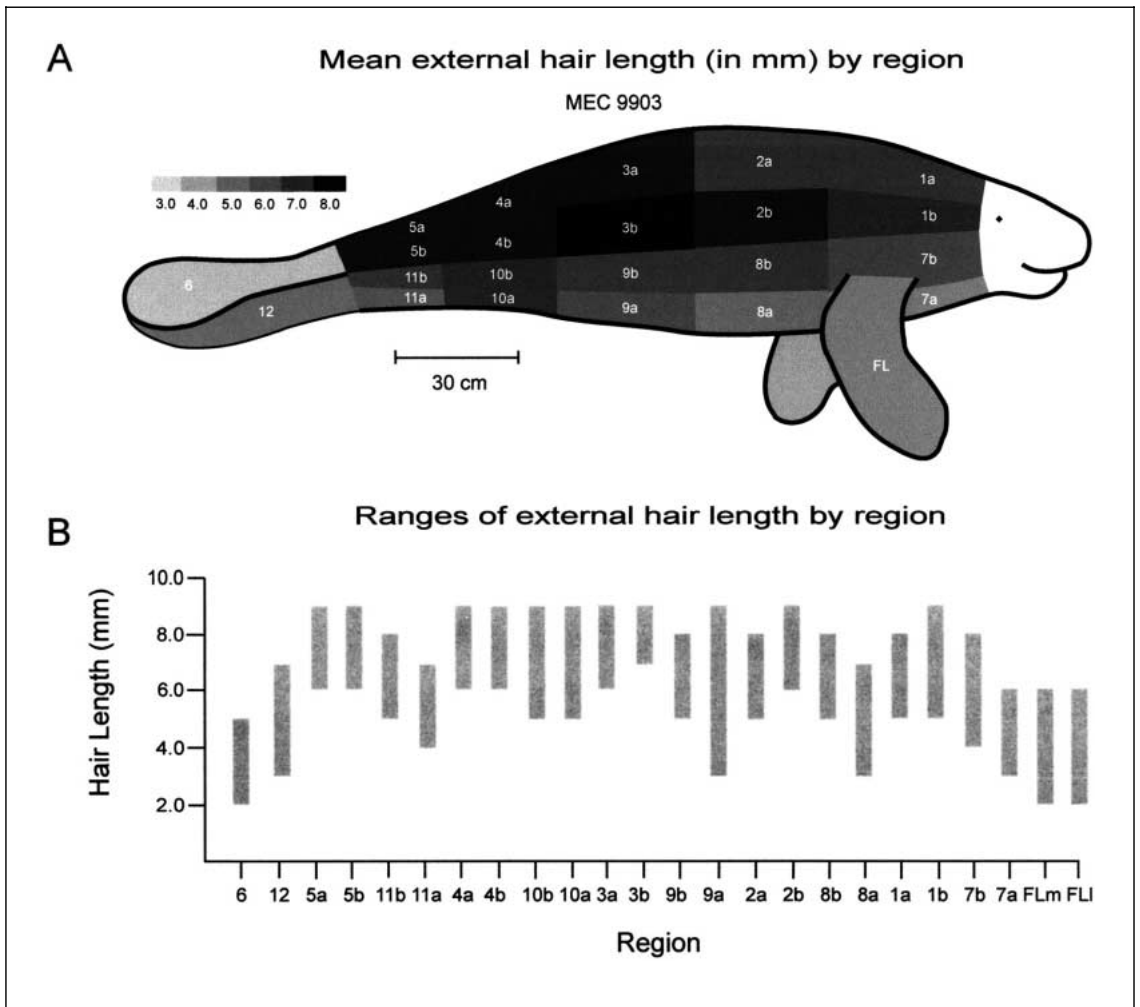 A
Mean external hair length (in mm) by region
MEC 9903
3.0 4.0 5.0 6.0 7.0 8.0
3a
2a
1a
4a
5a
3b
2b
1b
5b
4b
11b
10b
9b
8b
7b
6
11a
10a
9a
8a
7a
12
FL
30 cm
B
Ranges of external hair length by region
Hair Length (mm)
10.0
8.0
6.0
4.0
2.0
6 12 5a 5b 11b 11a 4a 4b 10b 10a 3a 3b 9b 9a 2a 2b 8b 8a 1a 1b 7b 7a FLm FLl
Region